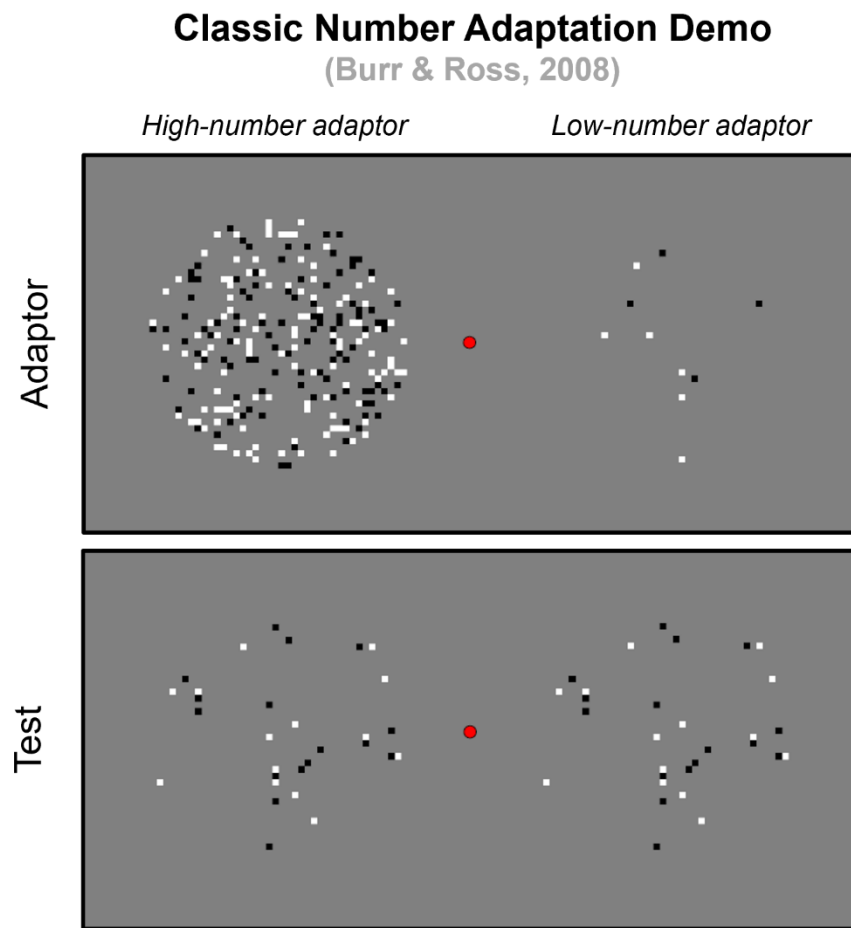 Classic Number Adaptation Demo
(Burr & Ross, 2008)
High-number adaptor
Low-number adaptor
Adaptor
Test